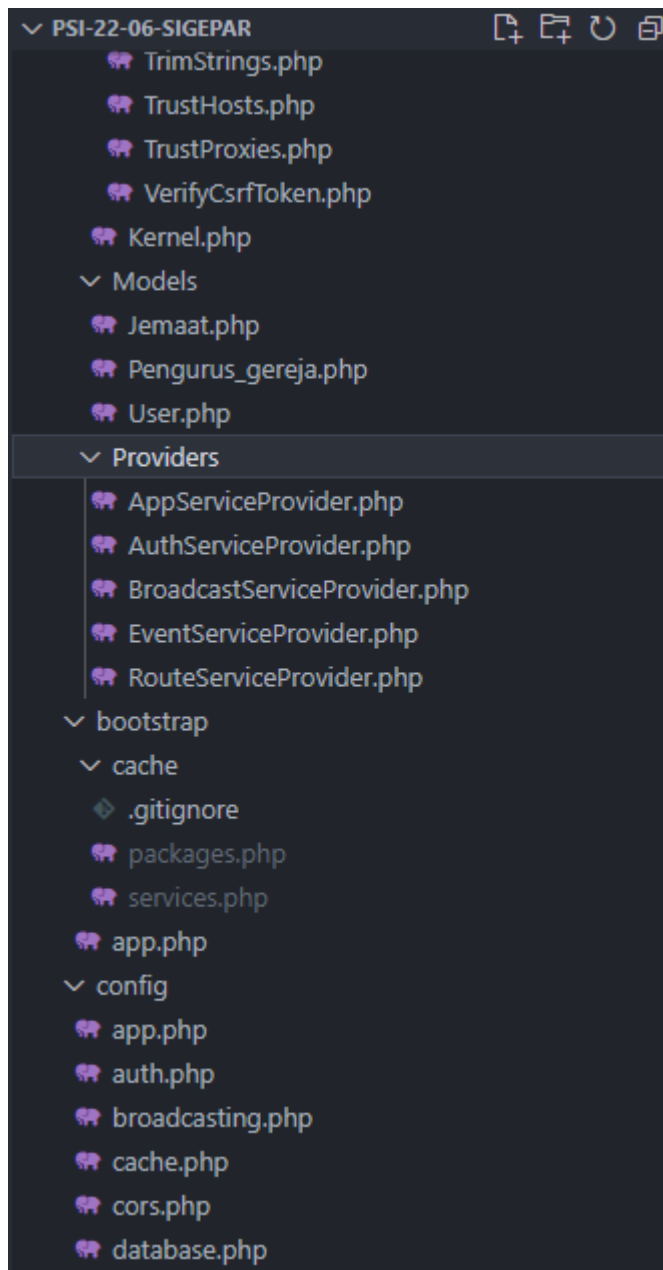 PSI-22-06-SIGEPAR
TrimStrings.php
TrustHosts.php
TrustProxies.php
VerifyCsrfToken.php
Kernel.php
Models
Jemaat.php
Pengurus_gereja.php
User.php
Providers
AppServiceProvider.php
AuthServiceProvider.php
BroadcastServiceProvider.php
EventServiceProvider.php
RouteServiceProvider.php
bootstrap
cache
.gitignore
packages.php
services.php
app.php
config
app.php
auth.php
broadcasting.php
cache.php
cors.php
database.php